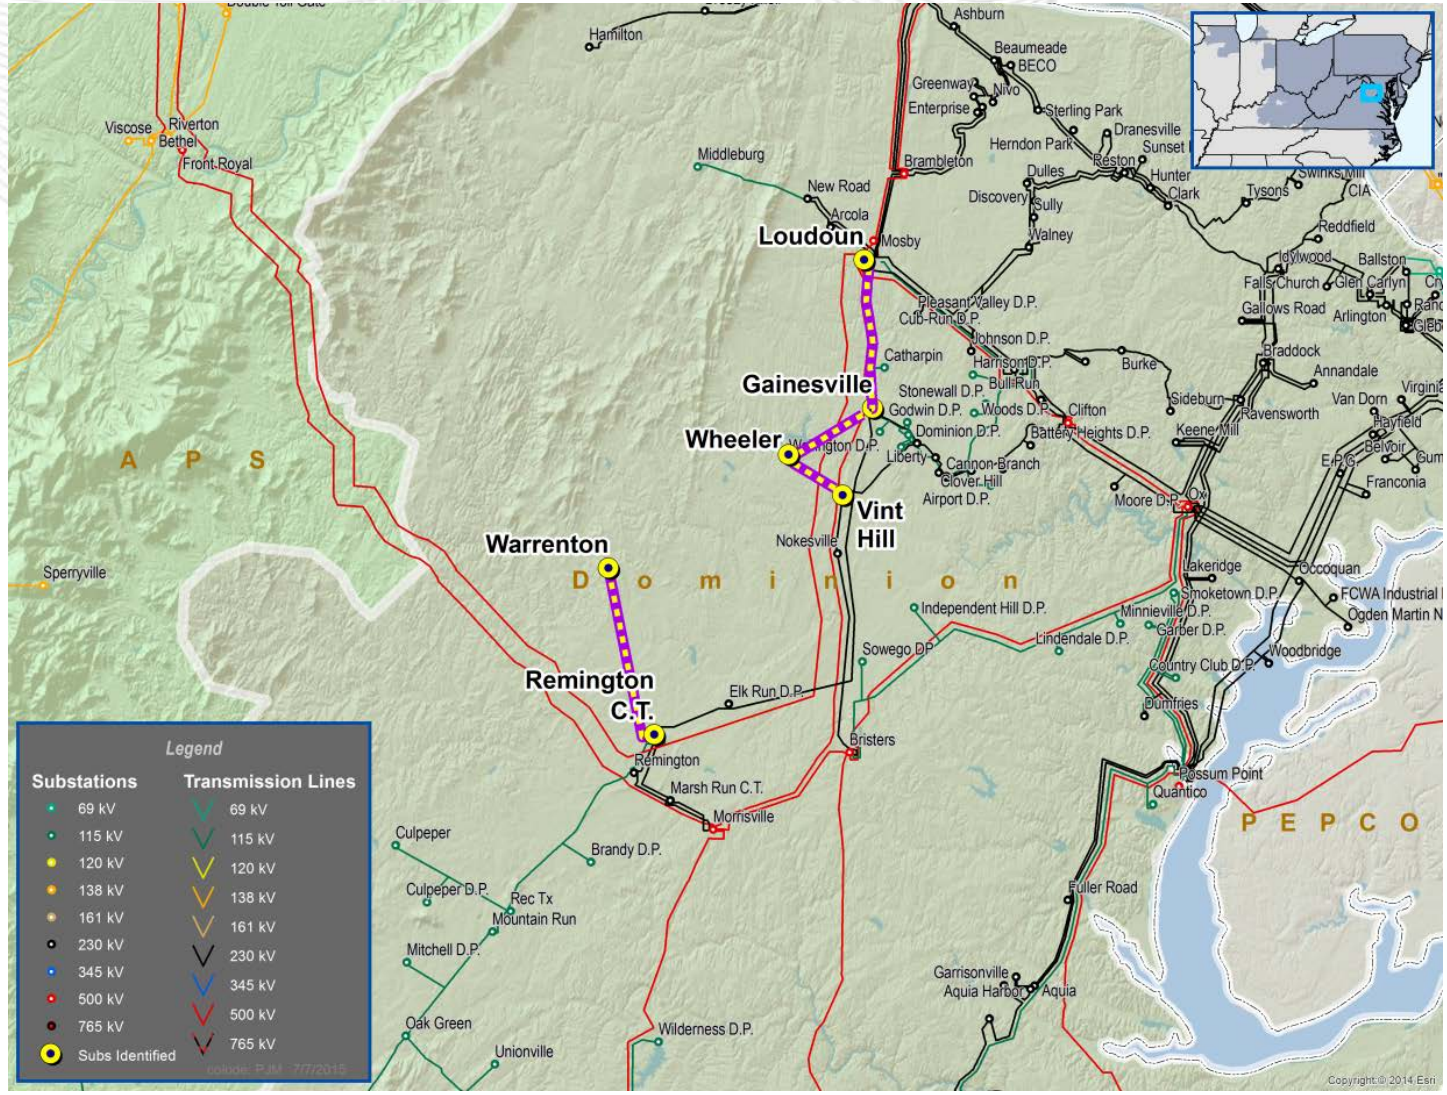 Double Toll Gate
Hamilton
Ashburn
Beaumeade
BECO
Greenway
Nivo
Enterprise
Sterling Park
Viscose
Riverton
Bethel
Front Royal
Middleburg
Herndon Park
Dranesville
Sunset
Brambleton
Reston
Dulles
Hunter
Swinks Mill
New Road
Discovery
Clark
Tysons
CIA
Arcola
Sully
Loudoun
Mosby
Walney
Reddfield
Idylwood
Ballston
Falls Church
Glen Carlyn
Pleasant Valley D.P.
Cub-Run D.P.
Gallows Road
Arlington
Johnson D.P.
Catharpin
Harrison D.P.
Burke
Braddock
Gainesville
Stonewall D.P.
Bull Run
Annandale
Godwin D.P.
Woods D.P.
Clifton
Sideburn
Ravensworth
Van Dorn
Wheeler
Dominion D.P.
Battery Heights D.P.
Keene Mill
Hayfield
Liberty
Cannon Branch
Belvoir
A P S
Clover Hill
Airport D.P.
E.P.G.
Franconia
Vint
Hill
Moore D.P.
Ox
Nokesville
Warrenton
Sperryville
Dominion
Lakeridge
Occoquan
Smoketown D.P.
FCWA Industrial
Independent Hill D.P.
Minnieville D.P.
Ogden Martin
Lindendale D.P.
Garber D.P.
Sowego DP
Country Club D.P.
Woodbridge
Remington
C.T.
Elk Run D.P.
Dumfries
Bristers
Remington
Possum Point
Marsh Run C.T.
Quantico
Morrisville
PEPCO
Culpeper
Brandy D.P.
Culpeper D.P.
Rec Tx
Mountain Run
Fuller Road
Mitchell D.P.
Garrisonville
Aquia Harbor
Aquia
Oak Green
Wilderness D.P.
Unionville
Legend
Substations Transmission Lines
69 kV 69 kV
115 kV 115 kV
120 kV 120 kV
138 kV 138 kV
161 kV 161 kV
230 kV 230 kV
345 kV 345 kV
500 kV 500 kV
765 kV 765 kV
Subs Identified
Copyright:© 2014 Esri